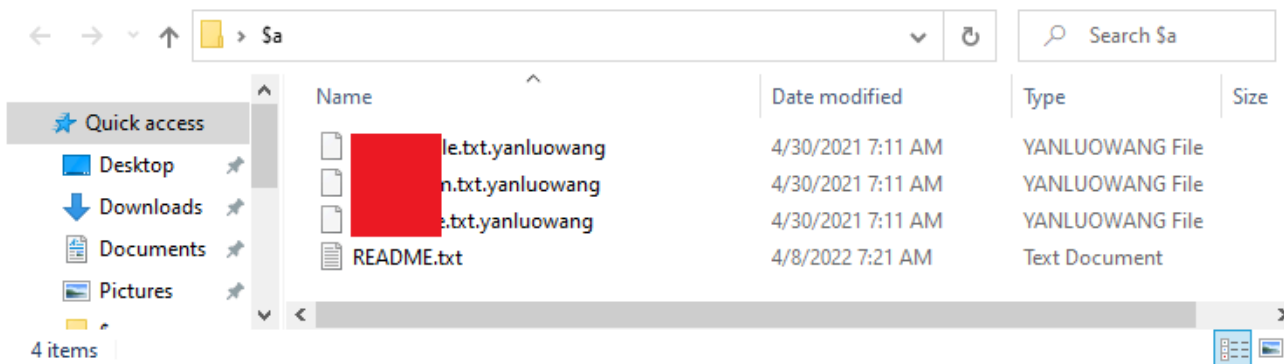 $a
Search $a
Name Date modified Type Size
Quick access
le.txt.yanluowang 4/30/2021 7:11 AM YANLUOWANG File
Desktop
.txt.yanluowang 4/30/2021 7:11 AM YANLUOWANG File
Downloads
.txt.yanluowang 4/30/2021 7:11 AM YANLUOWANG File
Documents
README.txt 4/8/2022 7:21 AM Text Document
Pictures
4 items